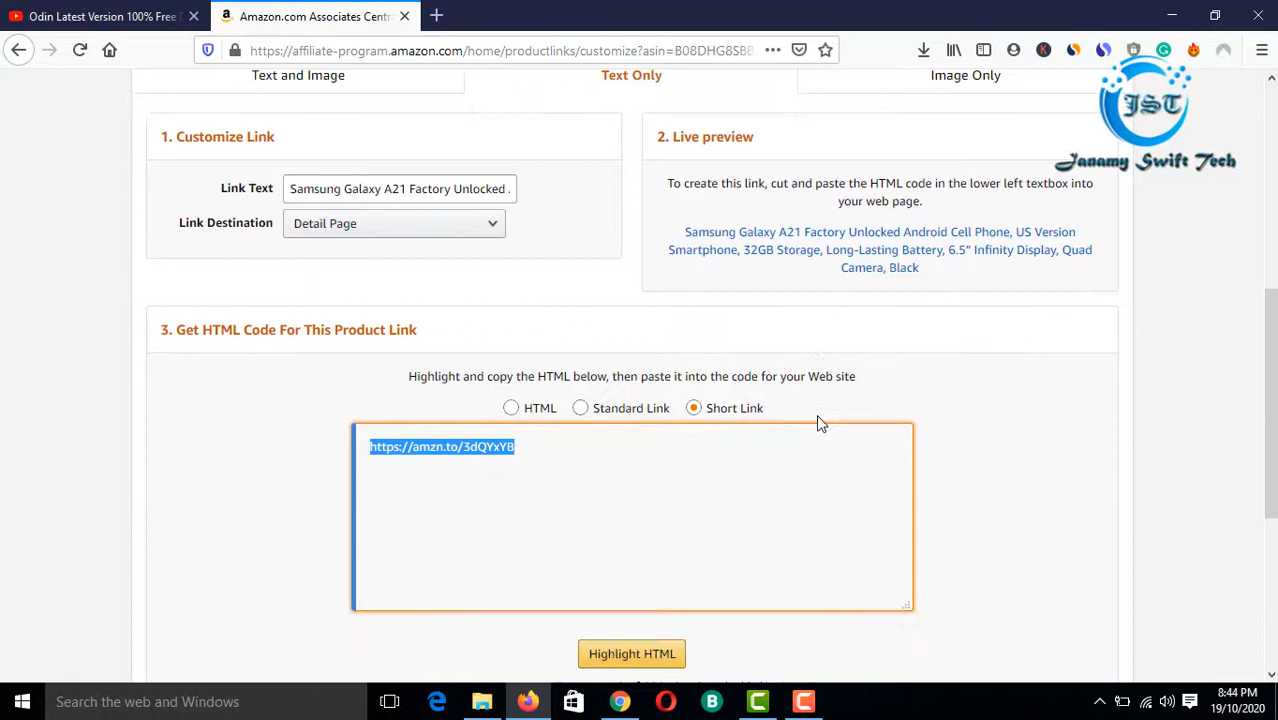 Odin Latest Version 100% Free
Amazon.com Associates Centr
https://affiliate-program.amazon.com/home/productlinks/customize?asin=B08DHG8SB
JST
Janamy Swift Tech
Text and Image
Text Only
Image Only
1. Customize Link
Link Text
Samsung Galaxy A21 Factory Unlocked
Link Destination
Detail Page
2. Live preview
To create this link, cut and paste the HTML code in the lower left textbox into
your web page.
Samsung Galaxy A21 Factory Unlocked Android Cell Phone, US Version
Smartphone, 32GB Storage, Long-Lasting Battery, 6.5” Infinity Display, Quad
Camera, Black
3. Get HTML Code For This Product Link
Highlight and copy the HTML below, then paste it into the code for your Web site
HTML
Standard Link
Short Link
https://amzn.to/3dQYxYB
Highlight HTML
Search the web and Windows
8:44 PM
19/10/2020